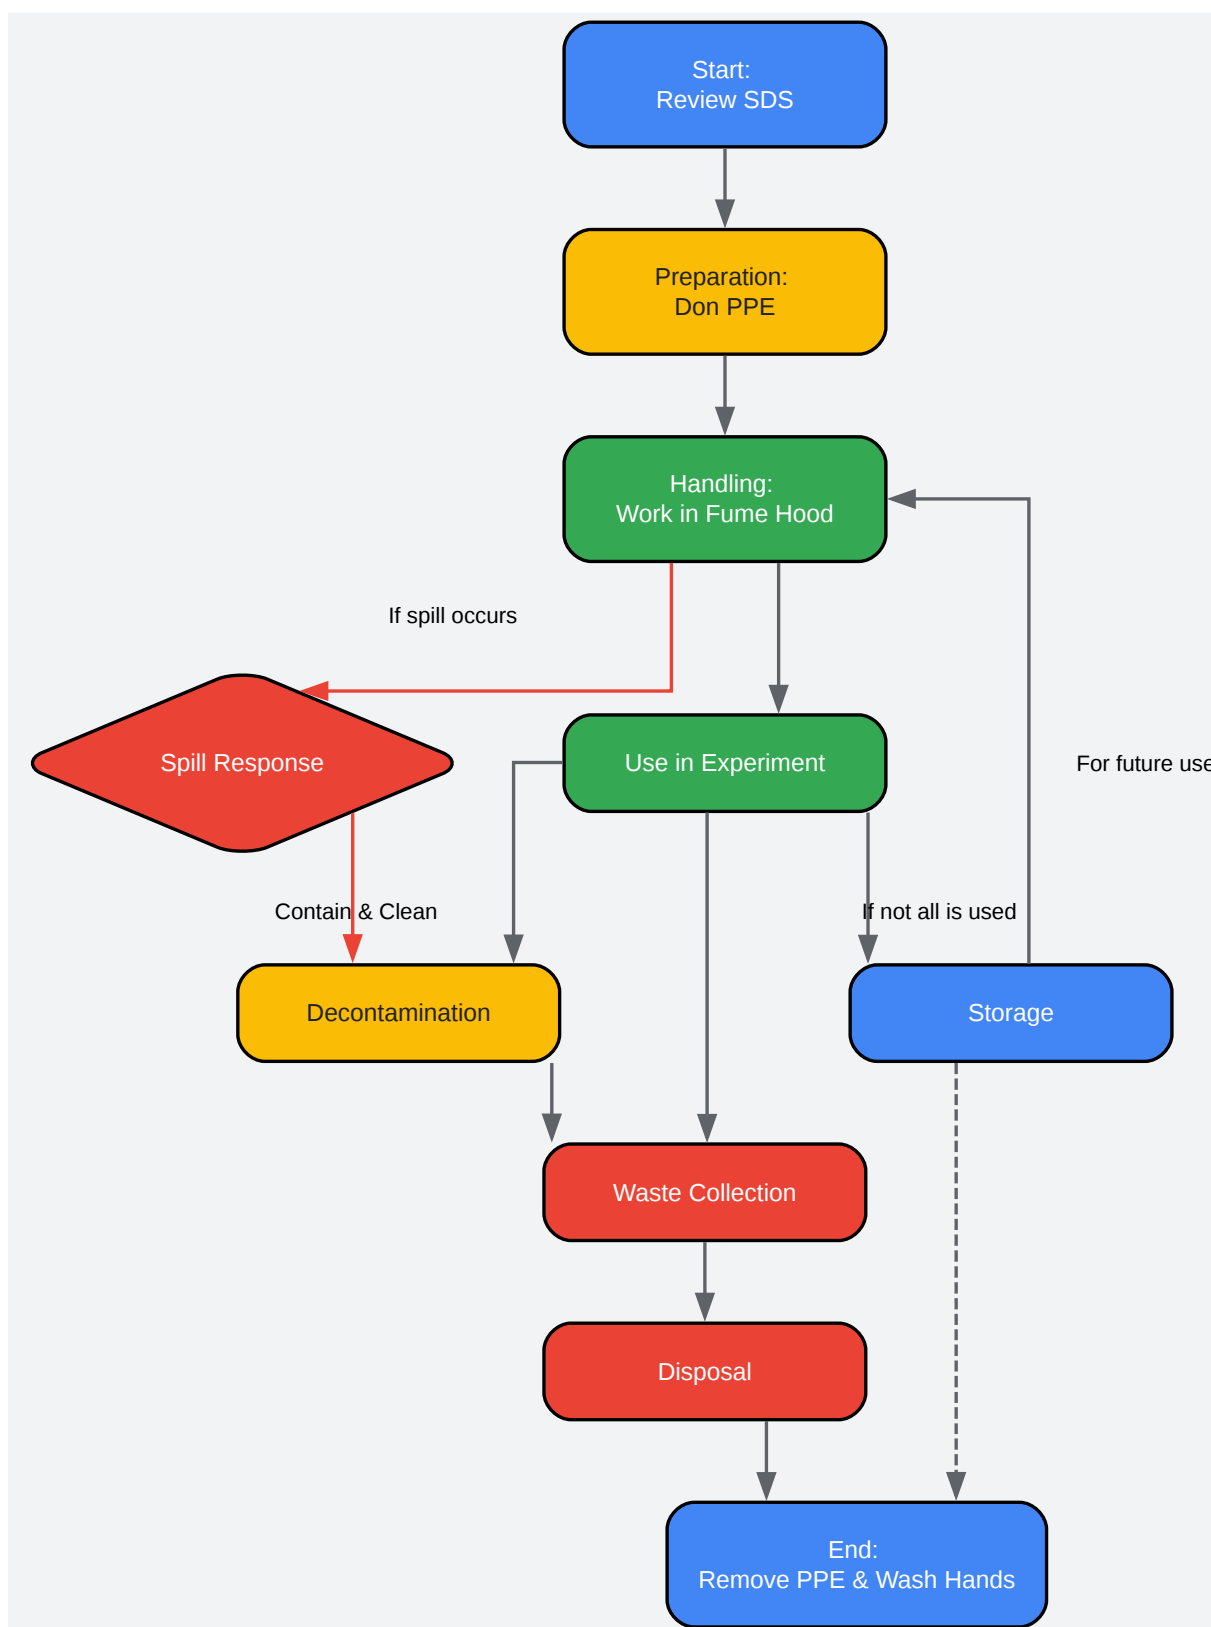 Start:
Review SDS
Preparation:
Don PPE
Handling:
Work in Fume Hood
If spill occurs
Spill Response
Use in Experiment
For future use
Contain & Clean
If not all is used
Decontamination
Storage
Waste Collection
Disposal
End:
Remove PPE & Wash Hands